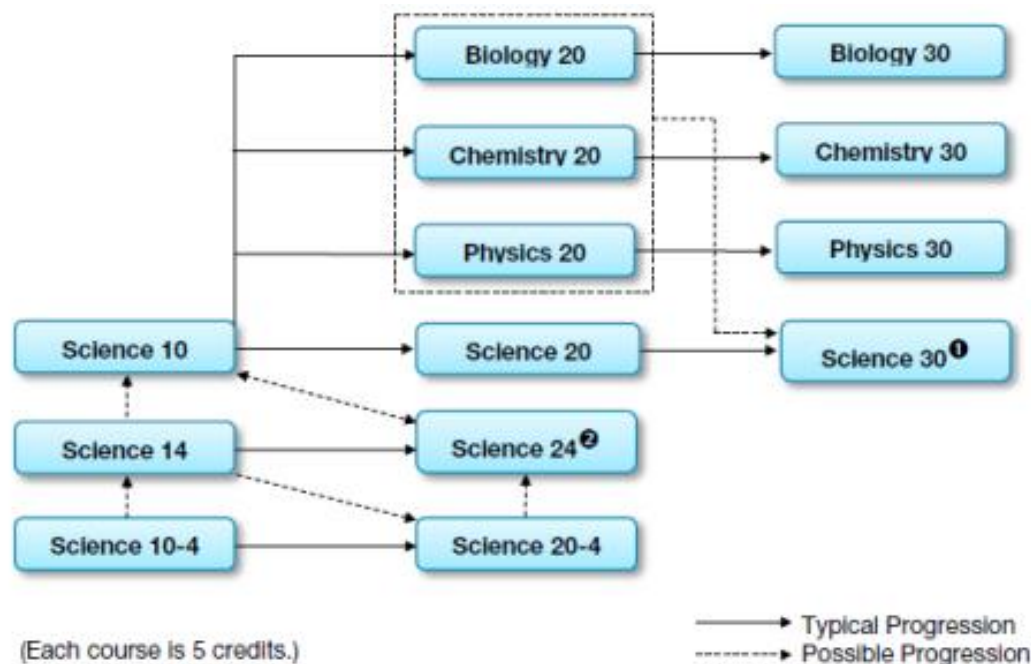 Biology 20
Biology 30
Chemistry 20
Chemistry 30
Physics 20
Physics 30
Science 10
Science 20
Science 30❶
Science 14
Science 24❷
Science 10-4
Science 20-4
(Each course is 5 credits.)
Typical Progression
Possible Progression